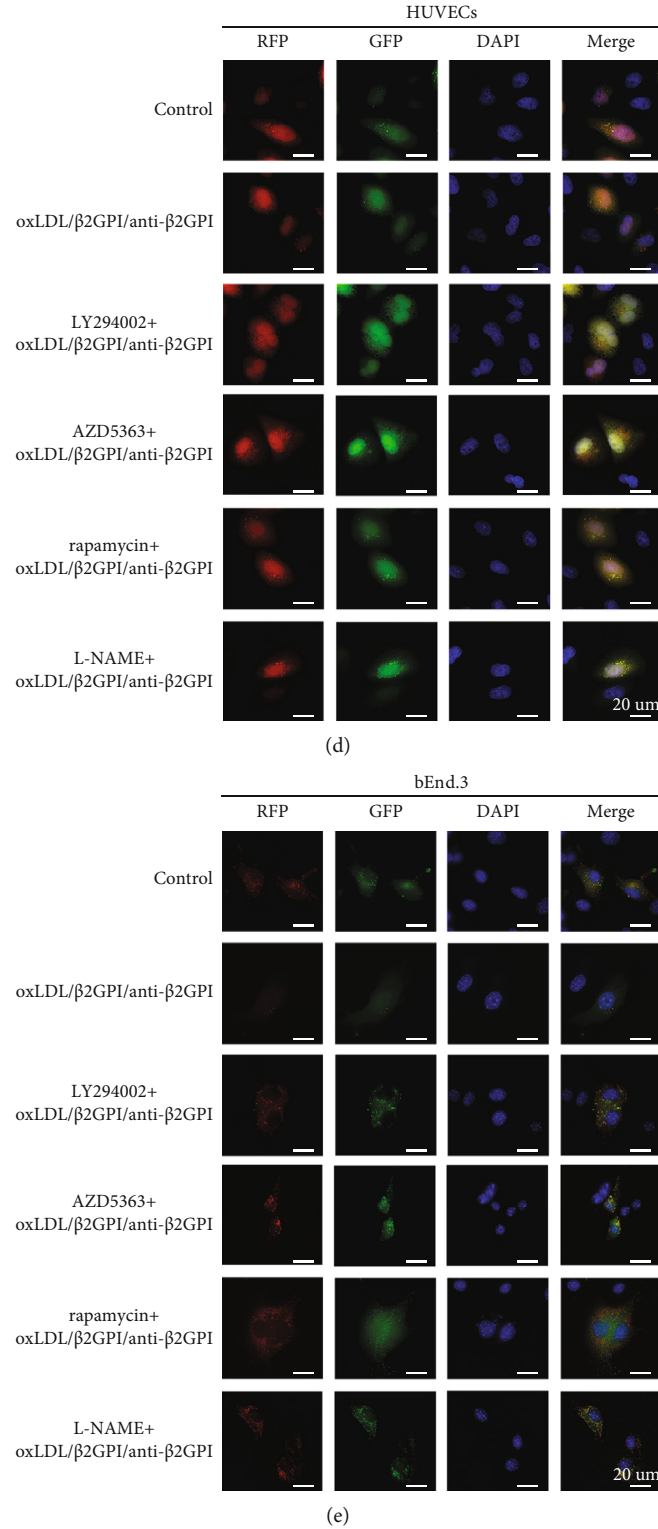 HUVECs
RFP GFP DAPI Merge
Control
oxLDL/β2GPI/anti-β2GPI
LY294002+
oxLDL/β2GPI/anti-β2GPI
AZD5363+
oxLDL/β2GPI/anti-β2GPI
rapamycin+
oxLDL/β2GPI/anti-β2GPI
L-NAME+
oxLDL/β2GPI/anti-β2GPI
20 um
(d)
bEnd.3
RFP GFP DAPI Merge
Control
oxLDL/β2GPI/anti-β2GPI
LY294002+
oxLDL/β2GPI/anti-β2GPI
AZD5363+
oxLDL/β2GPI/anti-β2GPI
rapamycin+
oxLDL/β2GPI/anti-β2GPI
L-NAME+
oxLDL/β2GPI/anti-β2GPI
20 um
(e)